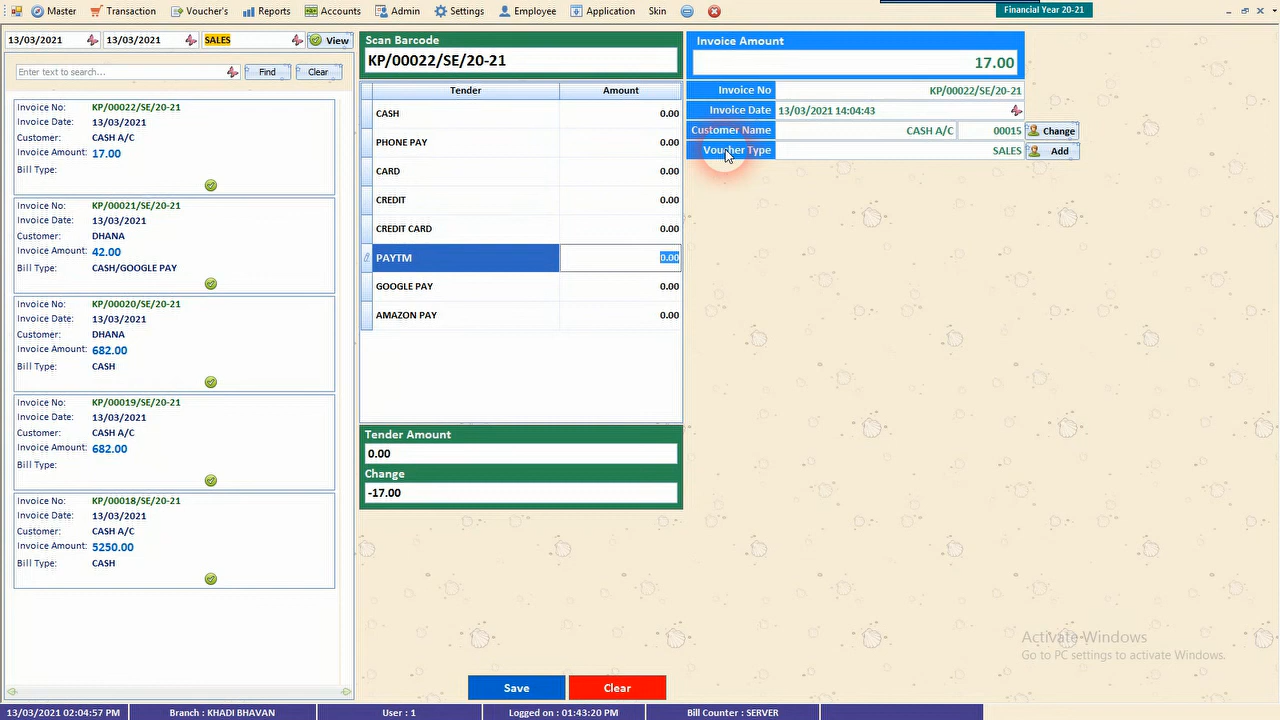 Master Transaction Voucher's Reports Accounts Admin Settings Employee Application Skin
Financial Year 20-21
13/03/2021 13/03/2021 SALES View
Enter text to search... Find Clear
Invoice No: KP/00022/SE/20-21
Invoice Date: 13/03/2021
Customer: CASH A/C
Invoice Amount: 17.00
Bill Type:
Invoice No: KP/00021/SE/20-21
Invoice Date: 13/03/2021
Customer: DHANA
Invoice Amount: 42.00
Bill Type: CASH/GOOGLE PAY
Invoice No: KP/00020/SE/20-21
Invoice Date: 13/03/2021
Customer: DHANA
Invoice Amount: 682.00
Bill Type: CASH
Invoice No: KP/00019/SE/20-21
Invoice Date: 13/03/2021
Customer: CASH A/C
Invoice Amount: 682.00
Bill Type:
Invoice No: KP/00018/SE/20-21
Invoice Date: 13/03/2021
Customer: CASH A/C
Invoice Amount: 5250.00
Bill Type: CASH
Scan Barcode
KP/00022/SE/20-21
Tender Amount
CASH 0.00
PHONE PAY 0.00
CARD 0.00
CREDIT 0.00
CREDIT CARD 0.00
PAYTM 0.00
GOOGLE PAY 0.00
AMAZON PAY 0.00
Tender Amount
0.00
Change
-17.00
Invoice Amount
17.00
Invoice No KP/00022/SE/20-21
Invoice Date 13/03/2021 14:04:43
Customer Name CASH A/C 00015 Change
Voucher Type SALES Add
Activate Windows
Go to PC settings to activate Windows.
Save Clear
13/03/2021 02:04:57 PM Branch : KHADI BHAVAN User : 1 Logged on : 01:43:20 PM Bill Counter : SERVER